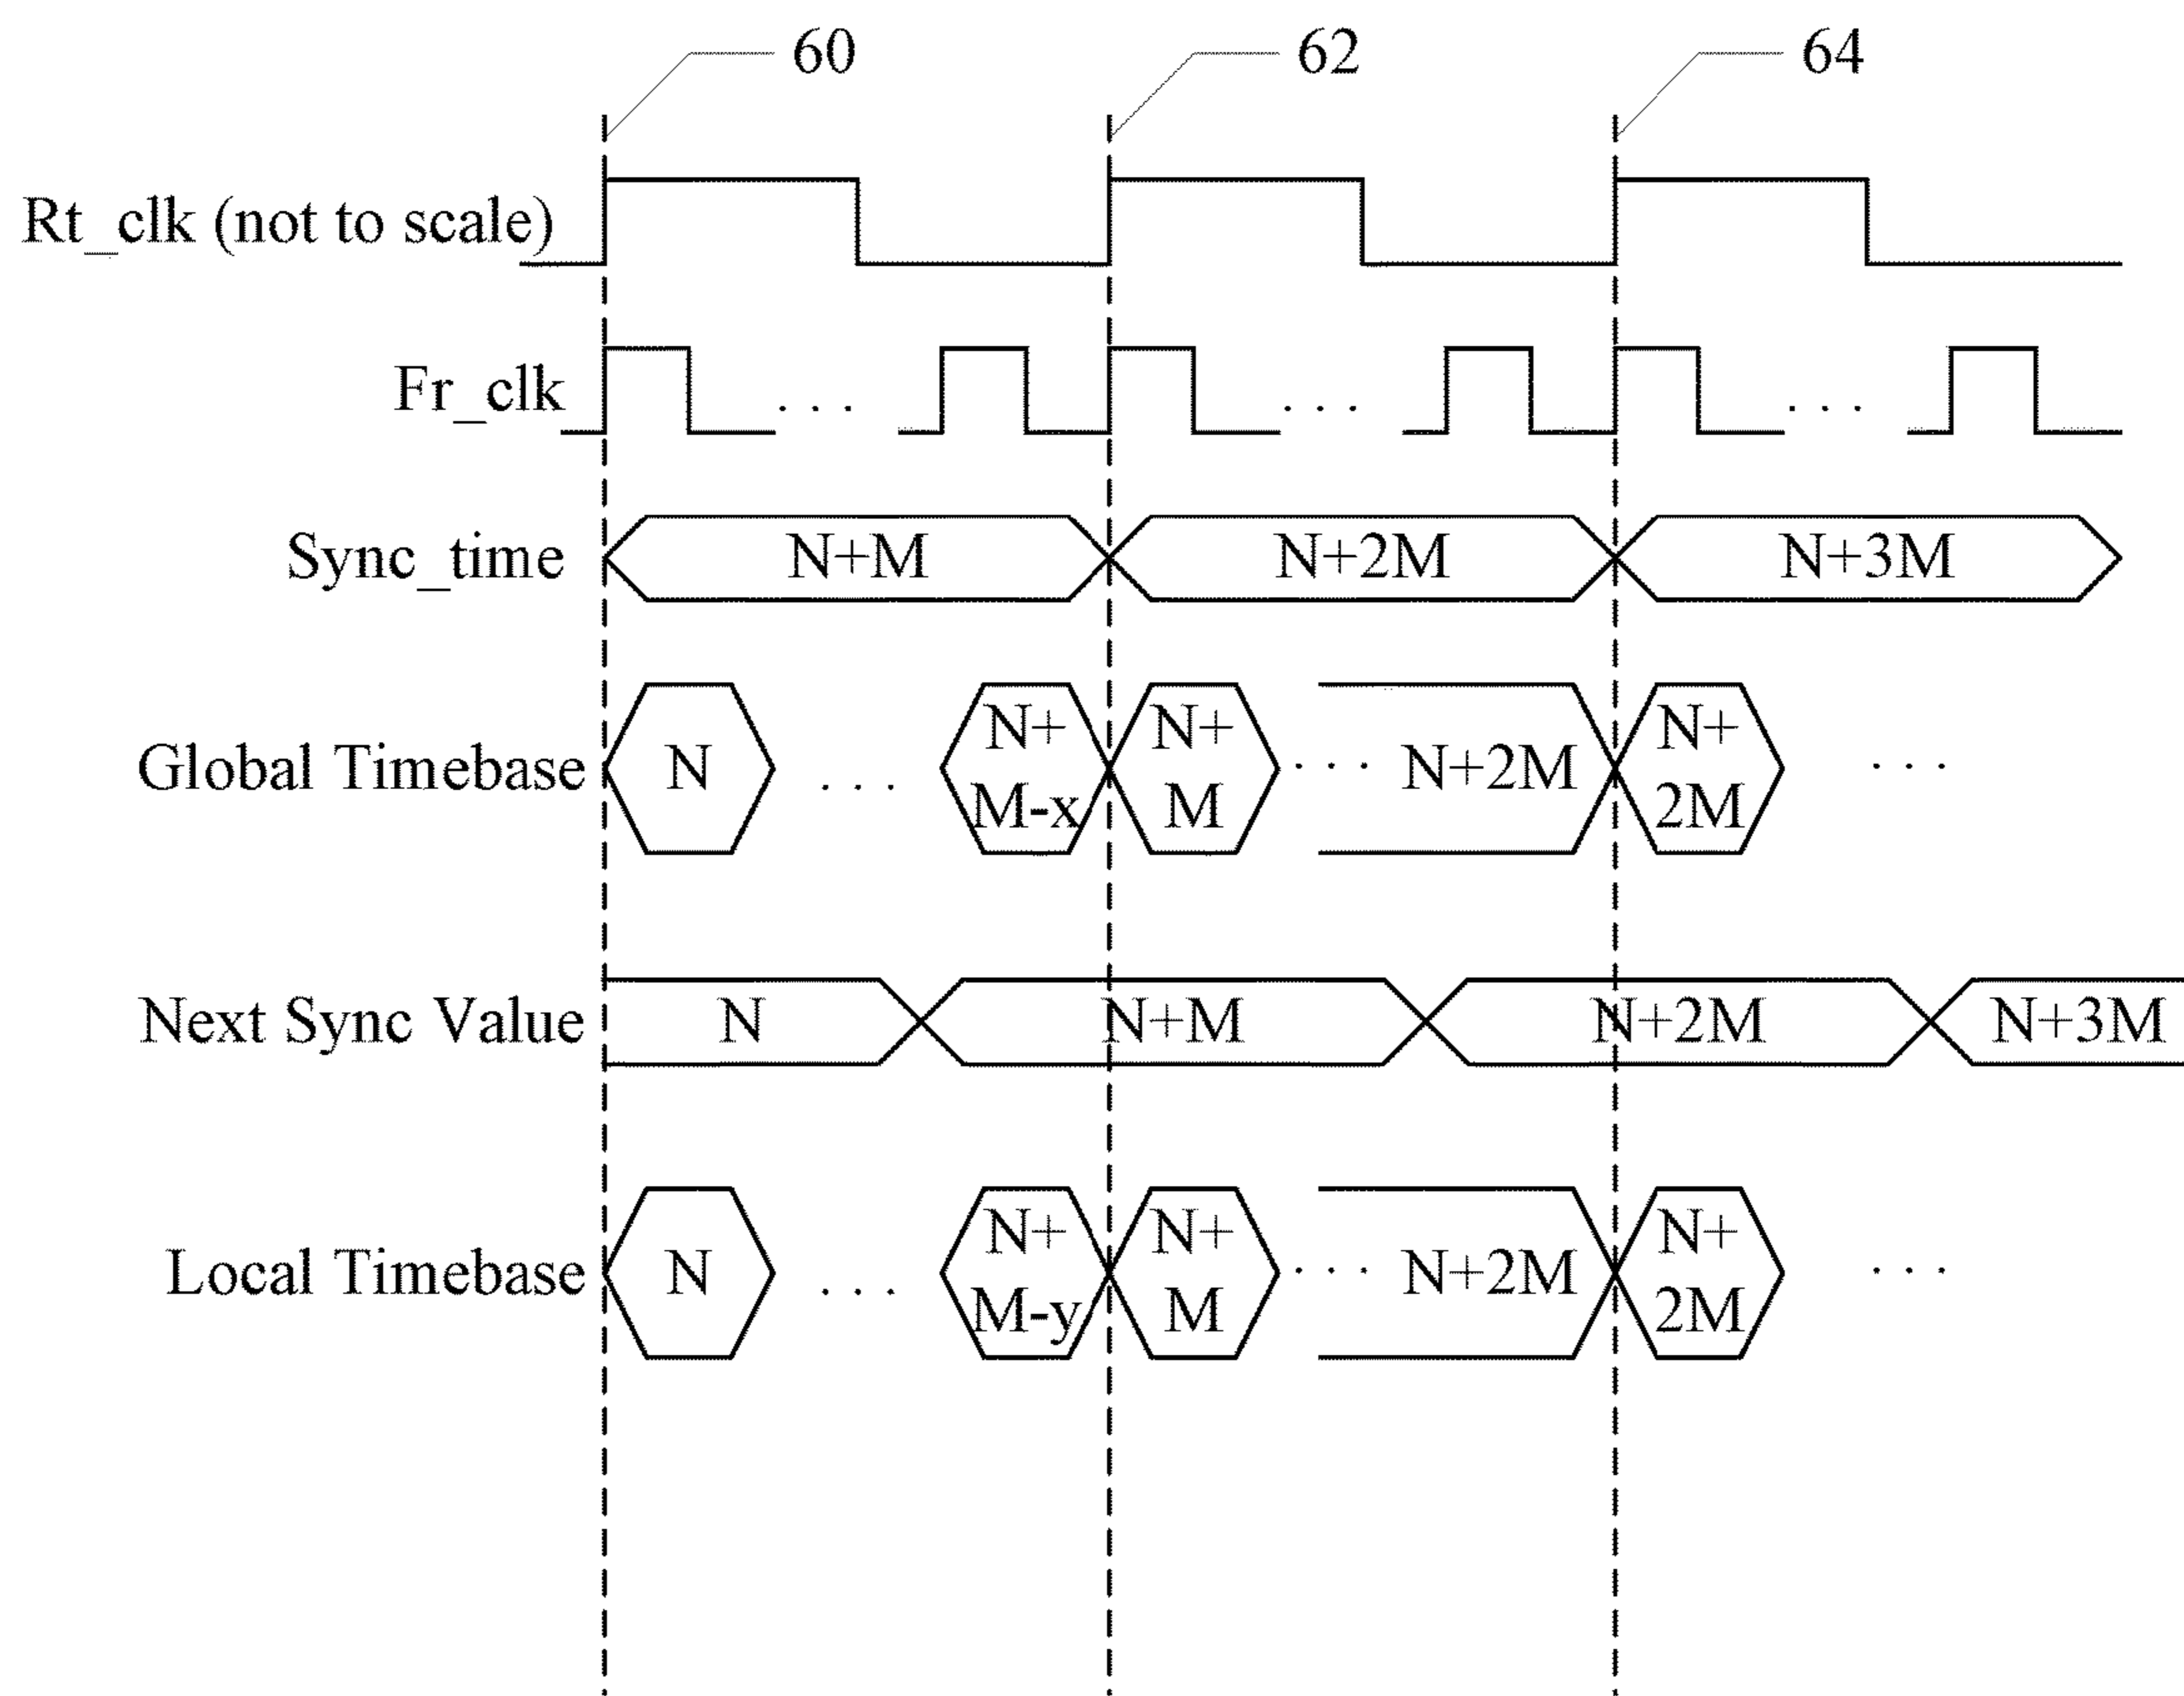 60 62 64
Rt_clk (not to scale)
Fr_clk . . . . . . . . .
Sync_time N+M N+2M N+3M
Global Timebase N . . . N+ M-x N+ M . . . N+2M N+ 2M . . .
Next Sync Value N N+M N+2M N+3M
Local Timebase N . . . N+ M-y N+ M . . . N+2M N+ 2M . . .